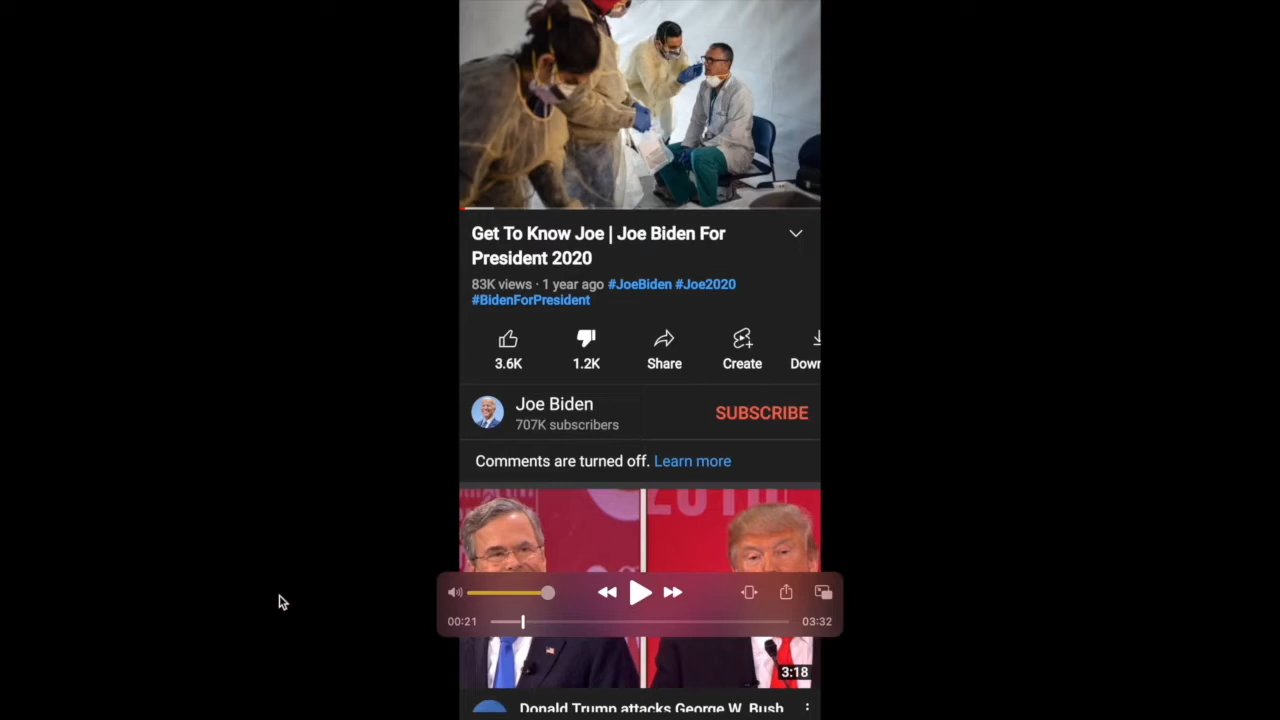 Get To Know Joe | Joe Biden For
President 2020
83K views · 1 year ago #JoeBiden #Joe2020
#BidenForPresident
3.6K
1.2K
Share
Create
Down
Joe Biden
SUBSCRIBE
707K subscribers
Comments are turned off. Learn more
2016
00:21
03:32
3:18
Donald Trump attacks George W. Bush